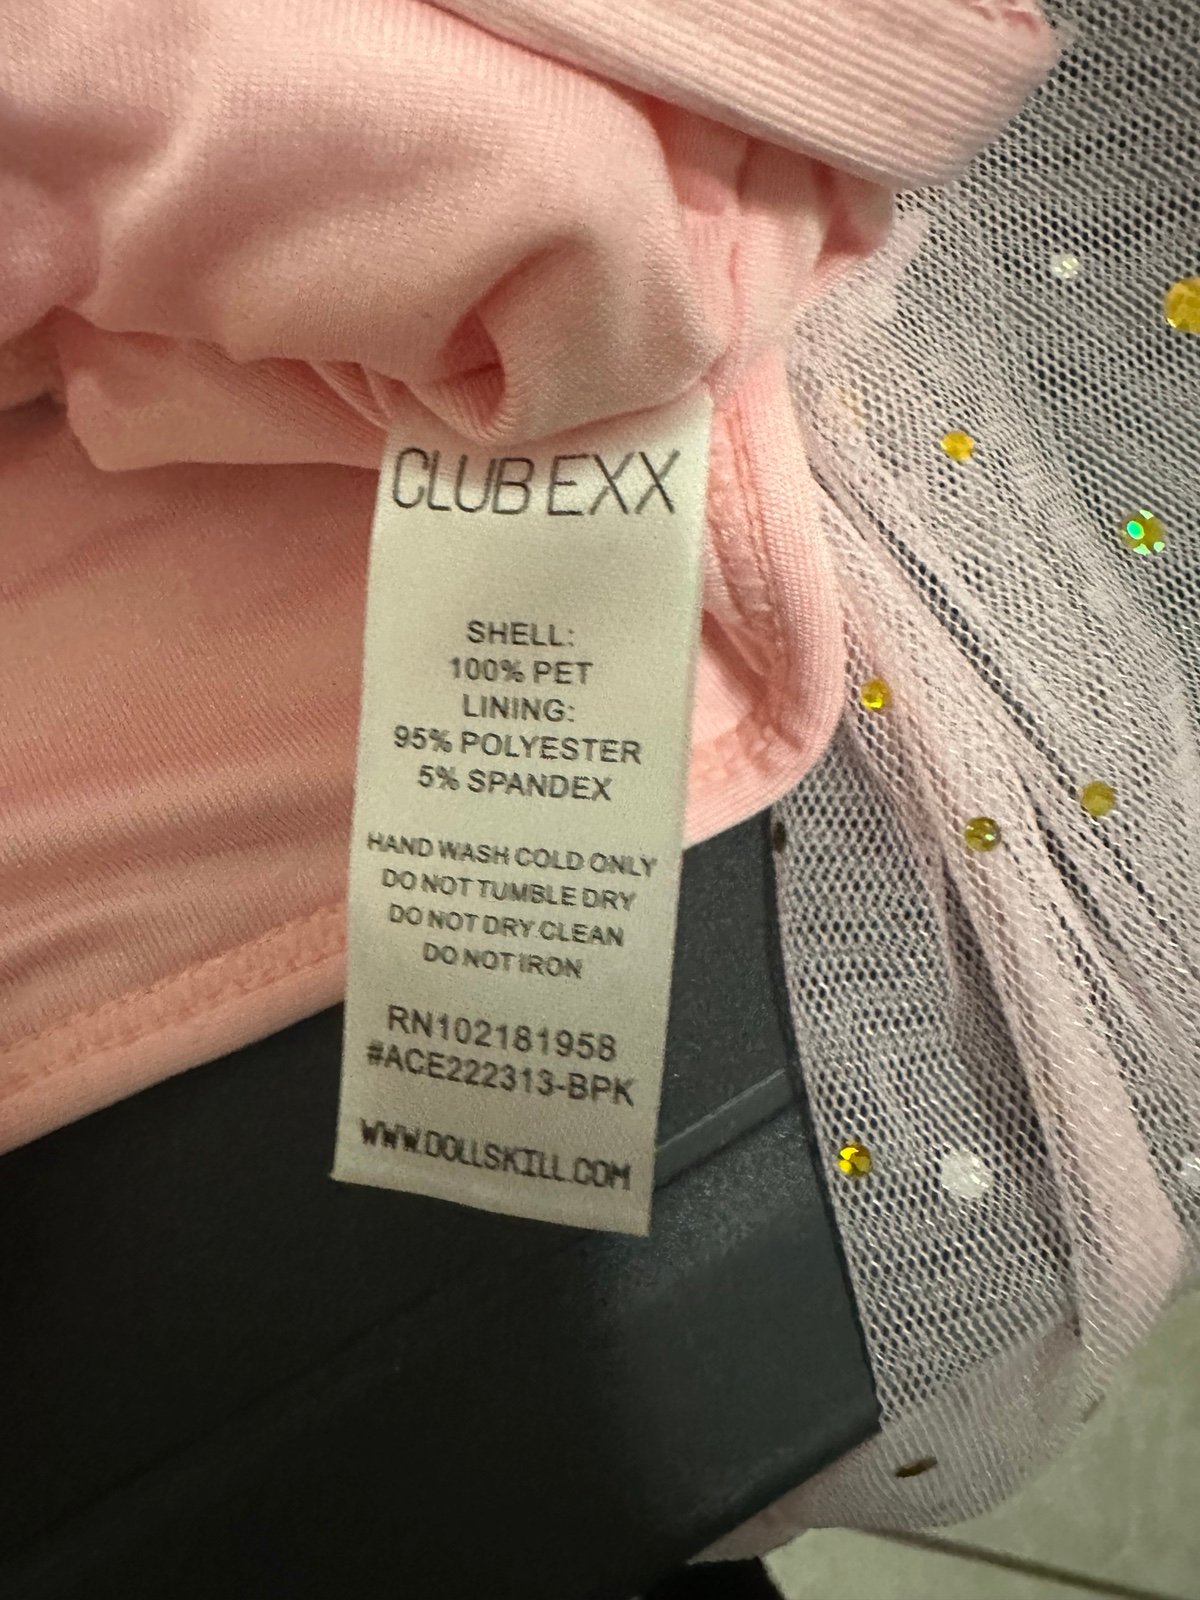 CLUB EXX
SHELL:
100% PET
LINING:
95% POLYESTER
5% SPANDEX
HAND WASH COLD ONLY
DO NOT TUMBLE DRY
DO NOT DRY CLEAN
DO NOT IRON
RN102181958
#ACE222313-BPK
WWW.DOLLSKILL.COM